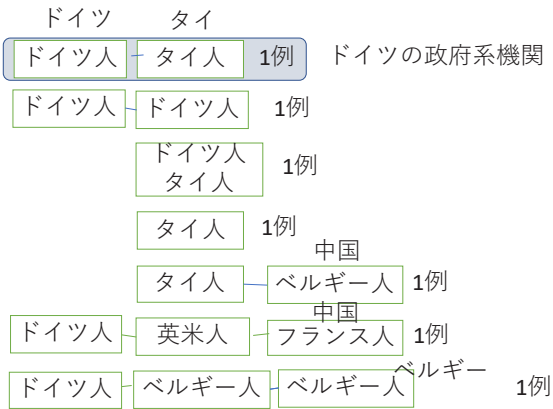 ドイツ タイ
ドイツ人 タイ人 1例 ドイツの政府系機関
ドイツ人 ドイツ人 1例
ドイツ人
タイ人
1例
タイ人 1例
中国
タイ人 ベルギー人 1例
中国
ドイツ人 英米人 フランス人 1例
ベルギー
ドイツ人 ベルギー人 ベルギー人 1例